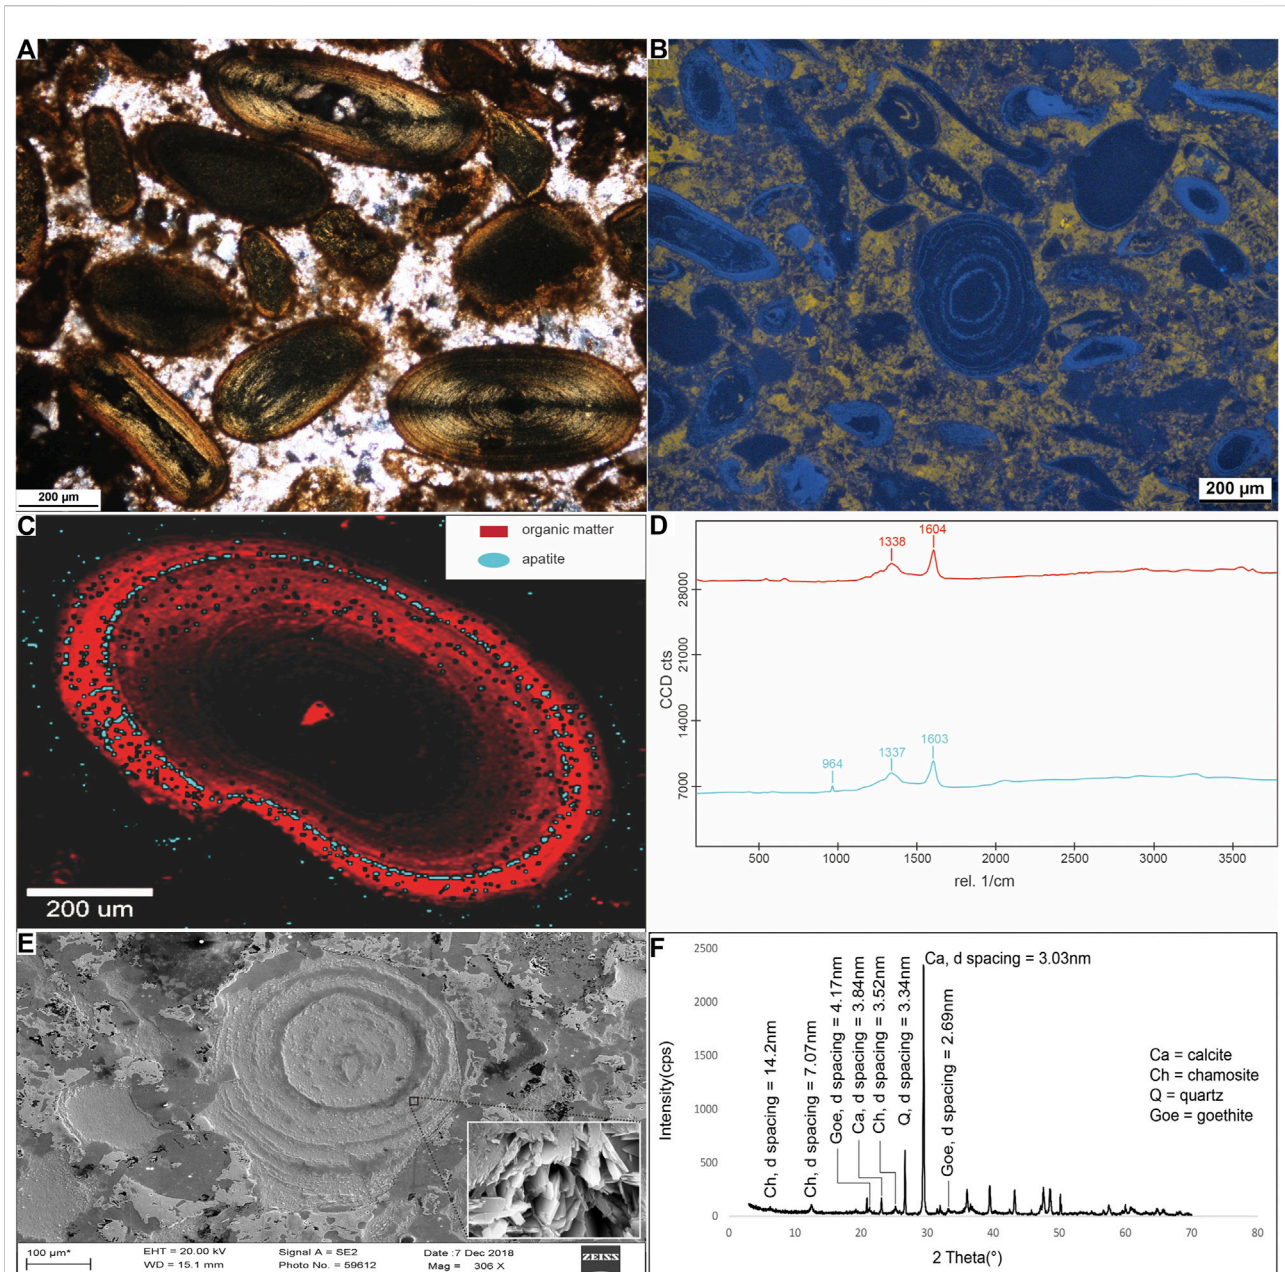 A
200 µm
B
200 µm
C
organic matter
apatite
200 um
D
1604
1338
1603
1337
964
CCD cts
28000
21000
14000
7000
500
1000
1500
2000
2500
3000
3500
rel. 1/cm
E
100 µm*
EHT = 20.00 kV
WD = 15.1 mm
Signal A = SE2
Photo No. = 59612
Date :7 Dec 2018
Mag = 306 X
ZEISS
F
Intensity(cps)
2500
2000
1500
1000
500
0
Ch, d spacing = 14.2nm
Ch, d spacing = 7.07nm
Goe, d spacing = 4.17nm
Ca, d spacing = 3.84nm
Ch, d spacing = 3.52nm
Q, d spacing = 3.34nm
Ca, d spacing = 3.03nm
Goe, d spacing = 2.69nm
Ca = calcite
Ch = chamosite
Q = quartz
Goe = goethite
0
10
20
30
40
50
60
70
80
2 Theta(°)